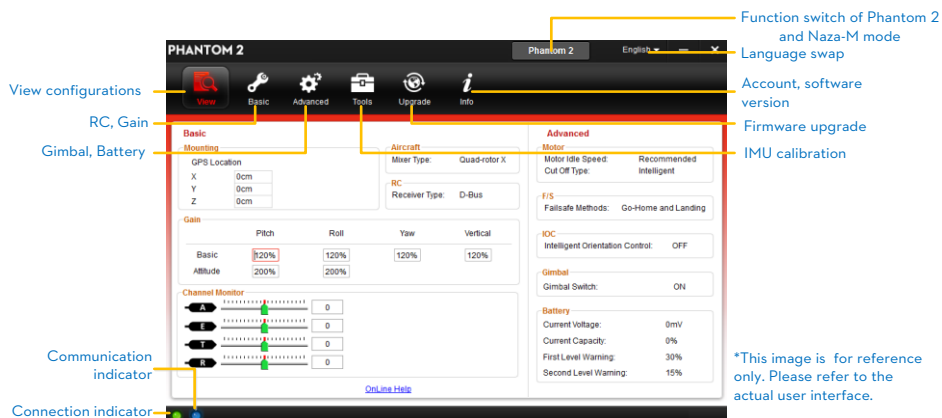 Function switch of Phantom 2
and Naza-M mode
Language swap
Account, software
version
Firmware upgrade
IMU calibration
View configurations
RC, Gain
Gimbal, Battery
PHANTOM 2
Phantom 2
English
View
Basic
Advanced
Tools
Upgrade
Info
Basic
Mounting
GPS Location
X 0cm
Y 0cm
Z 0cm
Aircraft
Mixer Type: Quad-rotor X
RC
Receiver Type: D-Bus
Gain
Pitch Roll Yaw Vertical
Basic 120% 120% 120% 120%
Attitude 200% 200%
Channel Monitor
A 0
E 0
T 0
R 0
OnLine Help
Advanced
Motor
Motor Idle Speed: Recommended
Cut Off Type: Intelligent
F/S
Failsafe Methods: Go-Home and Landing
IOC
Intelligent Orientation Control: OFF
Gimbal
Gimbal Switch: ON
Battery
Current Voltage: 0mV
Current Capacity: 0%
First Level Warning: 30%
Second Level Warning: 15%
Communication
indicator
Connection indicator
*This image is for reference
only. Please refer to the
actual user interface.